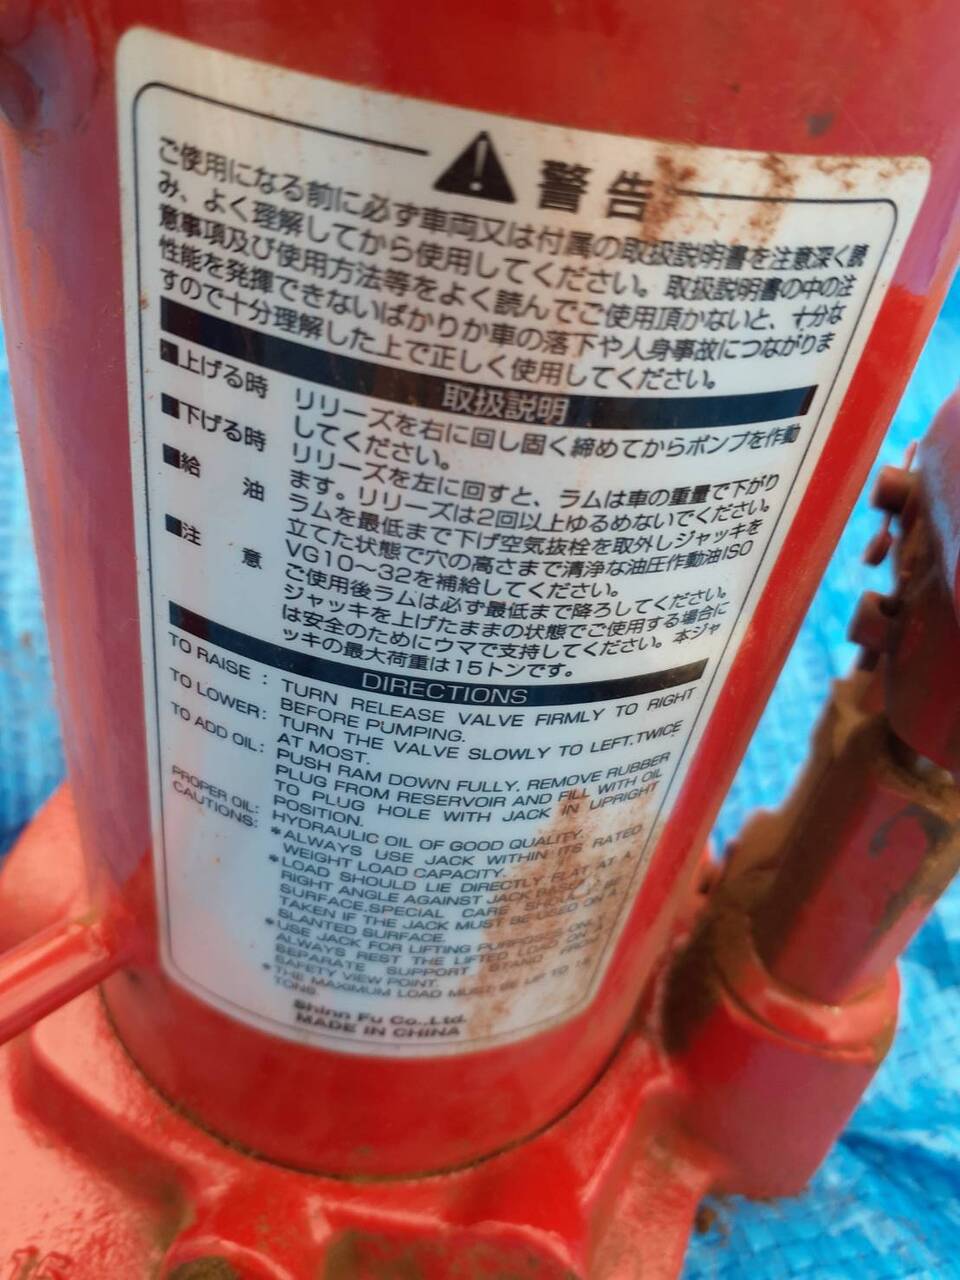 警告
ご使用になる前に必ず車両又は付属の取扱説明書を注意深く読
み、よく理解してから使用してください。取扱説明書の中の注
意事項及び使用方法等をよく読んでご使用頂かないと、十分な
性能を発揮できないばかりか車の落下や人身事故につながりま
すので十分理解した上で正しく使用してください。
取扱説明
■上げる時 リリーズを右に回し固く締めてからポンプを作動
してください。
■下げる時 リリーズを左に回すと、ラムは車の重量で下がり
ます。リリーズは2回以上ゆるめないでください。
■給油 ラムを最低まで下げ空気抜栓を取外しジャッキを
立てた状態で穴の高さまで清浄な油圧作動油ISO
VG10～32を補給してください。
■注意 ご使用後ラムは必ず最低まで降ろしてください。
ジャッキを上げたままの状態でご使用する場合に
は安全のためにウマで支持してください。本ジャ
ッキの最大荷重は15トンです。
DIRECTIONS
TO RAISE : TURN RELEASE VALVE FIRMLY TO RIGHT
BEFORE PUMPING.
TO LOWER: TURN THE VALVE SLOWLY TO LEFT.TWICE
AT MOST.
TO ADD OIL: PUSH RAM DOWN FULLY. REMOVE RUBBER
PLUG FROM RESERVOIR AND FILL WITH OIL
TO PLUG HOLE WITH JACK IN UPRIGHT
POSITION.
PROPER OIL: HYDRAULIC OIL OF GOOD QUALITY.
CAUTIONS: *ALWAYS USE JACK WITHIN ITS RATED
WEIGHT LOAD CAPACITY.
*LOAD SHOULD LIE DIRECTLY FLAT AT A
RIGHT ANGLE AGAINST JACK BASE
SURFACE.SPECIAL CARE SHOULD BE
TAKEN IF THE JACK MUST BE USED ON A
SLANTED SURFACE.
*USE JACK FOR LIFTING PURPOSES ONLY
ALWAYS REST THE LIFTED LOAD ON A
SEPARATE SUPPORT STAND FROM
SAFETY VIEW POINT.
*THE MAXIMUM LOAD MUST BE UP TO 15
TONS.
Shinn Fu Co.,Ltd.
MADE IN CHINA